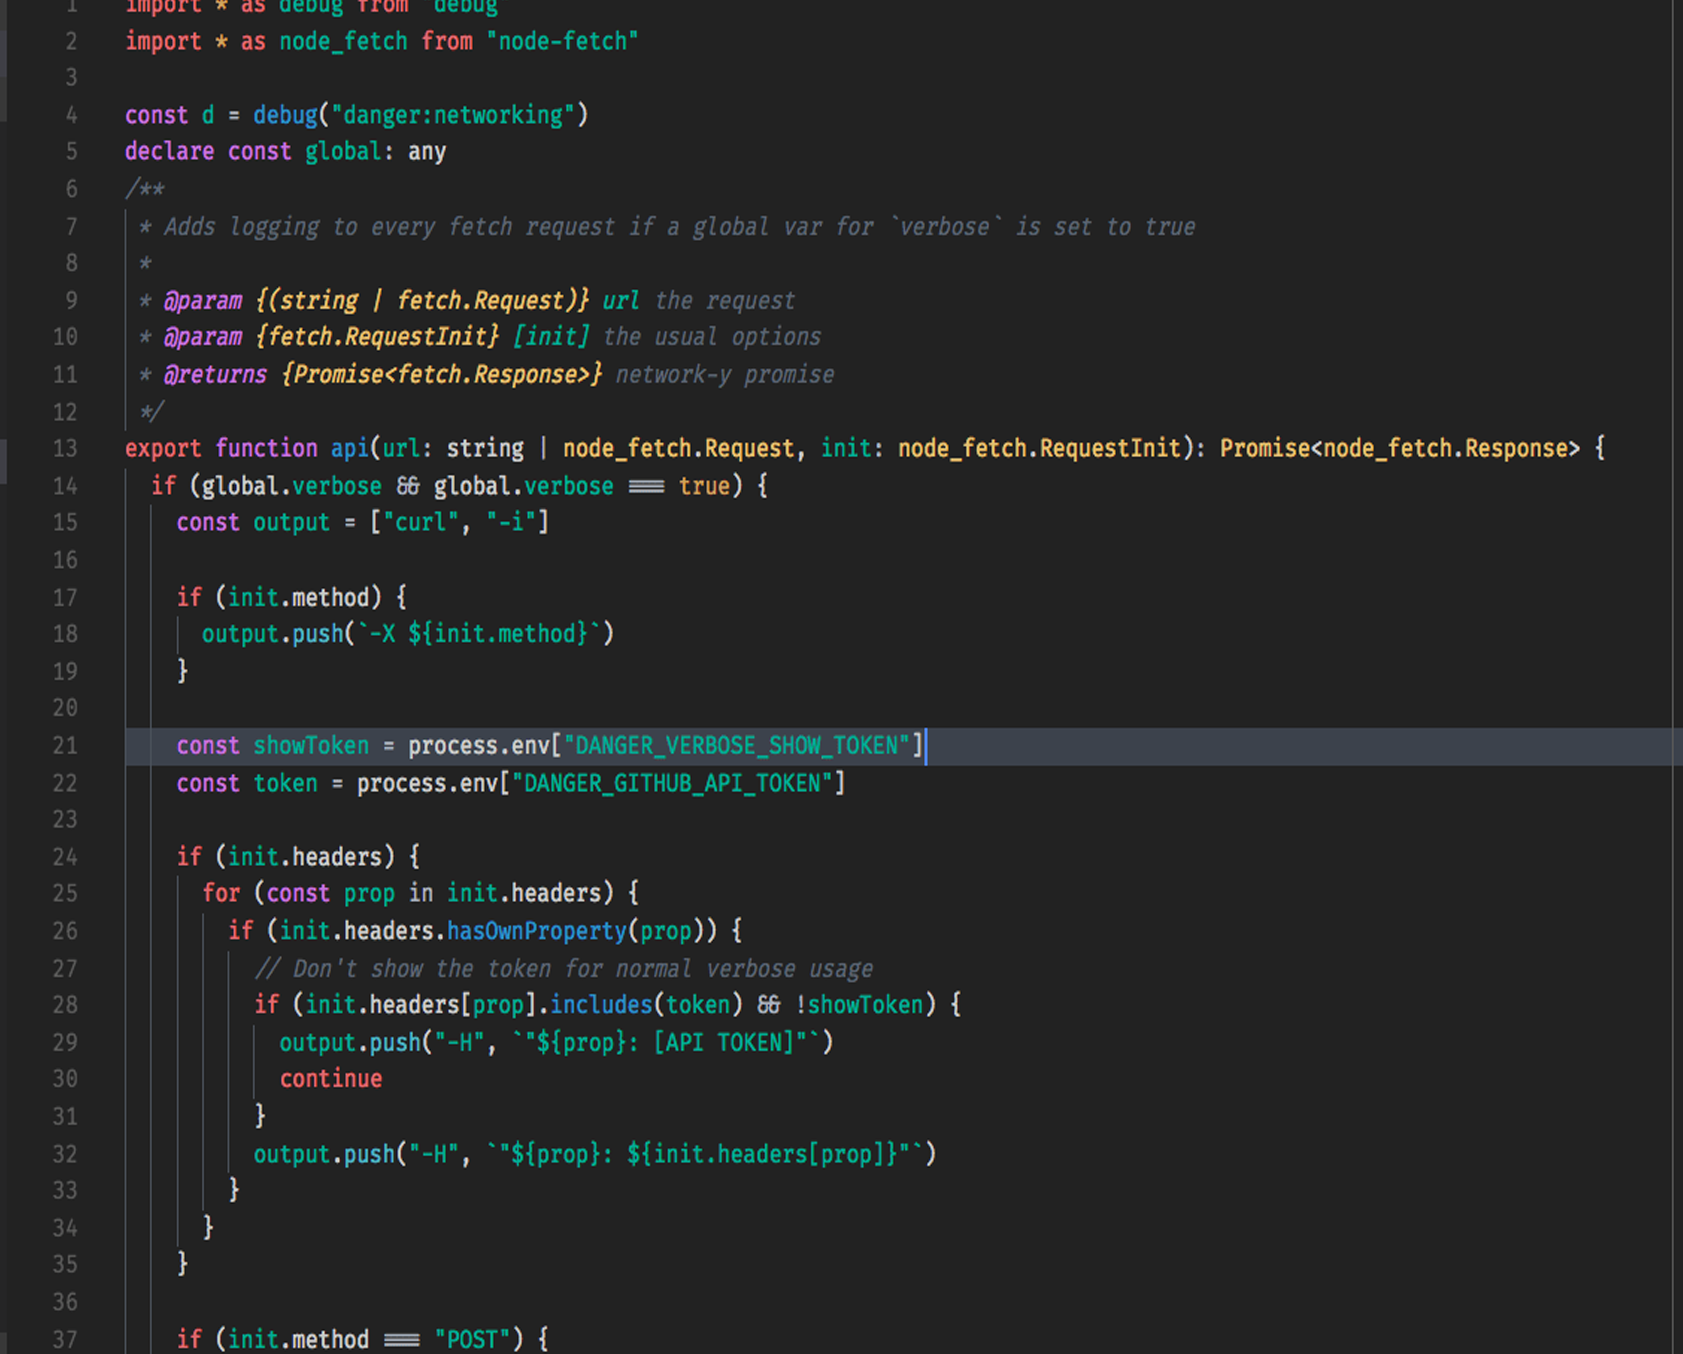 1 import * as debug from "debug"
2 import * as node_fetch from "node-fetch"
3
4 const d = debug("danger:networking")
5 declare const global: any
6 /**
7 * Adds logging to every fetch request if a global var for `verbose` is set to true
8 *
9 * @param {(string | fetch.Request)} url the request
10 * @param {fetch.RequestInit} [init] the usual options
11 * @returns {Promise<fetch.Response>} network-y promise
12 */
13 export function api(url: string | node_fetch.Request, init: node_fetch.RequestInit): Promise<node_fetch.Response> {
14 if (global.verbose && global.verbose === true) {
15 const output = ["curl", "-i"]
16
17 if (init.method) {
18 output.push(`-X ${init.method}`)
19 }
20
21 const showToken = process.env["DANGER_VERBOSE_SHOW_TOKEN"]
22 const token = process.env["DANGER_GITHUB_API_TOKEN"]
23
24 if (init.headers) {
25 for (const prop in init.headers) {
26 if (init.headers.hasOwnProperty(prop)) {
27 // Don't show the token for normal verbose usage
28 if (init.headers[prop].includes(token) && !showToken) {
29 output.push("-H", `"${prop}: [API TOKEN]"`)
30 continue
31 }
32 output.push("-H", `"${prop}: ${init.headers[prop]}"`)
33 }
34 }
35 }
36
37 if (init.method === "POST") {